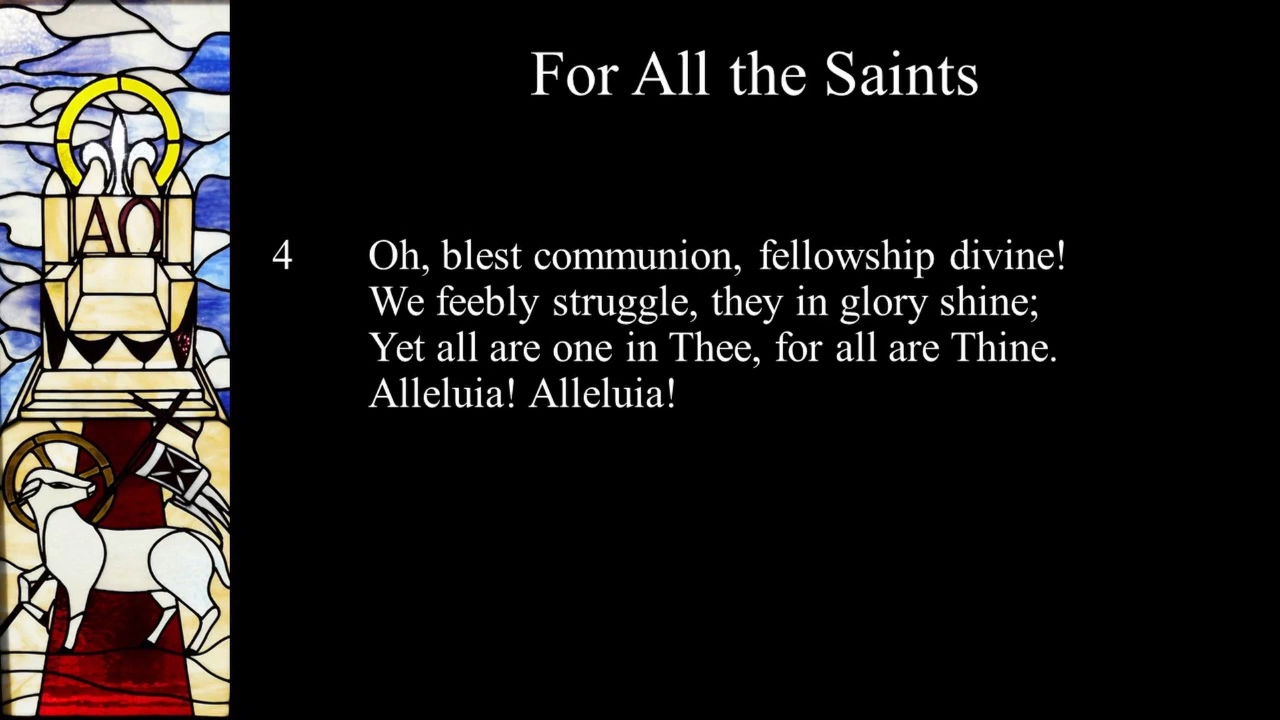 For All the Saints
ΑΩ
4 Oh, blest communion, fellowship divine!
We feebly struggle, they in glory shine;
Yet all are one in Thee, for all are Thine.
Alleluia! Alleluia!